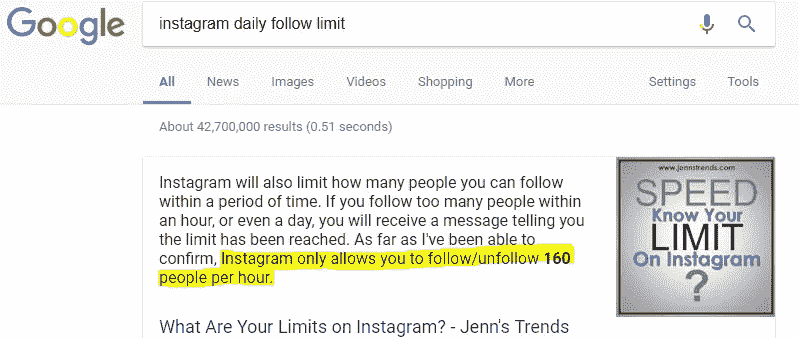 Google
instagram daily follow limit
All News Images Videos Shopping More Settings Tools
About 42,700,000 results (0.51 seconds)
Instagram will also limit how many people you can follow
within a period of time. If you follow too many people within
an hour, or even a day, you will receive a message telling you
the limit has been reached. As far as I've been able to
confirm, Instagram only allows you to follow/unfollow 160
people per hour.
What Are Your Limits on Instagram? - Jenn's Trends
www.jennstrends.com
SPEED
Know Your
LIMIT
On Instagram
?